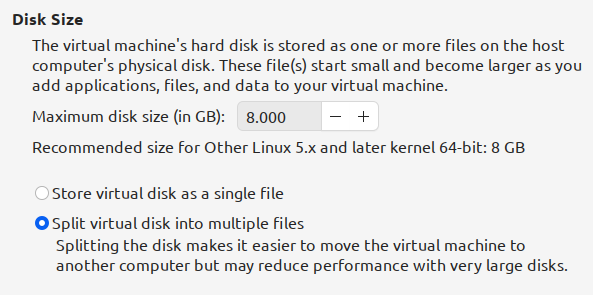 Disk Size
The virtual machine's hard disk is stored as one or more files on the host
computer's physical disk. These file(s) start small and become larger as you
add applications, files, and data to your virtual machine.
Maximum disk size (in GB): 8.000 − +
Recommended size for Other Linux 5.x and later kernel 64-bit: 8 GB
Store virtual disk as a single file
Split virtual disk into multiple files
Splitting the disk makes it easier to move the virtual machine to
another computer but may reduce performance with very large disks.